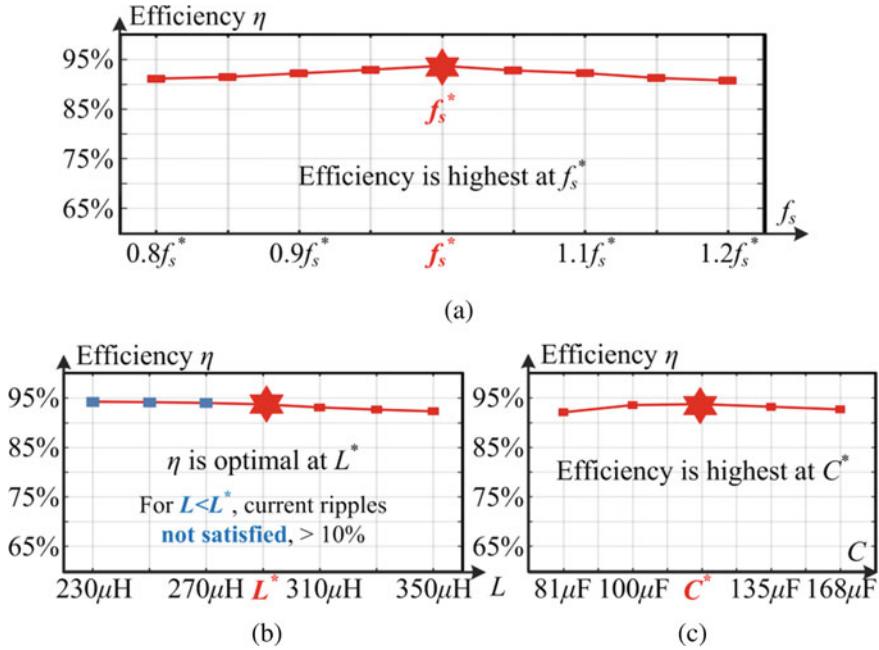 Efficiency η
95%
85%
75%
65%
f_s^*
Efficiency is highest at f_s^*
f_s
0.8f_s^* 0.9f_s^* f_s^* 1.1f_s^* 1.2f_s^*
(a)
Efficiency η
95%
85%
75%
65%
η is optimal at L^*
For L<L^*, current ripples
not satisfied, > 10%
230μH 270μH L^* 310μH 350μH L
(b)
Efficiency η
95%
85%
75%
65%
Efficiency is highest at C^*
C
81μF 100μF C^* 135μF 168μF
(c)